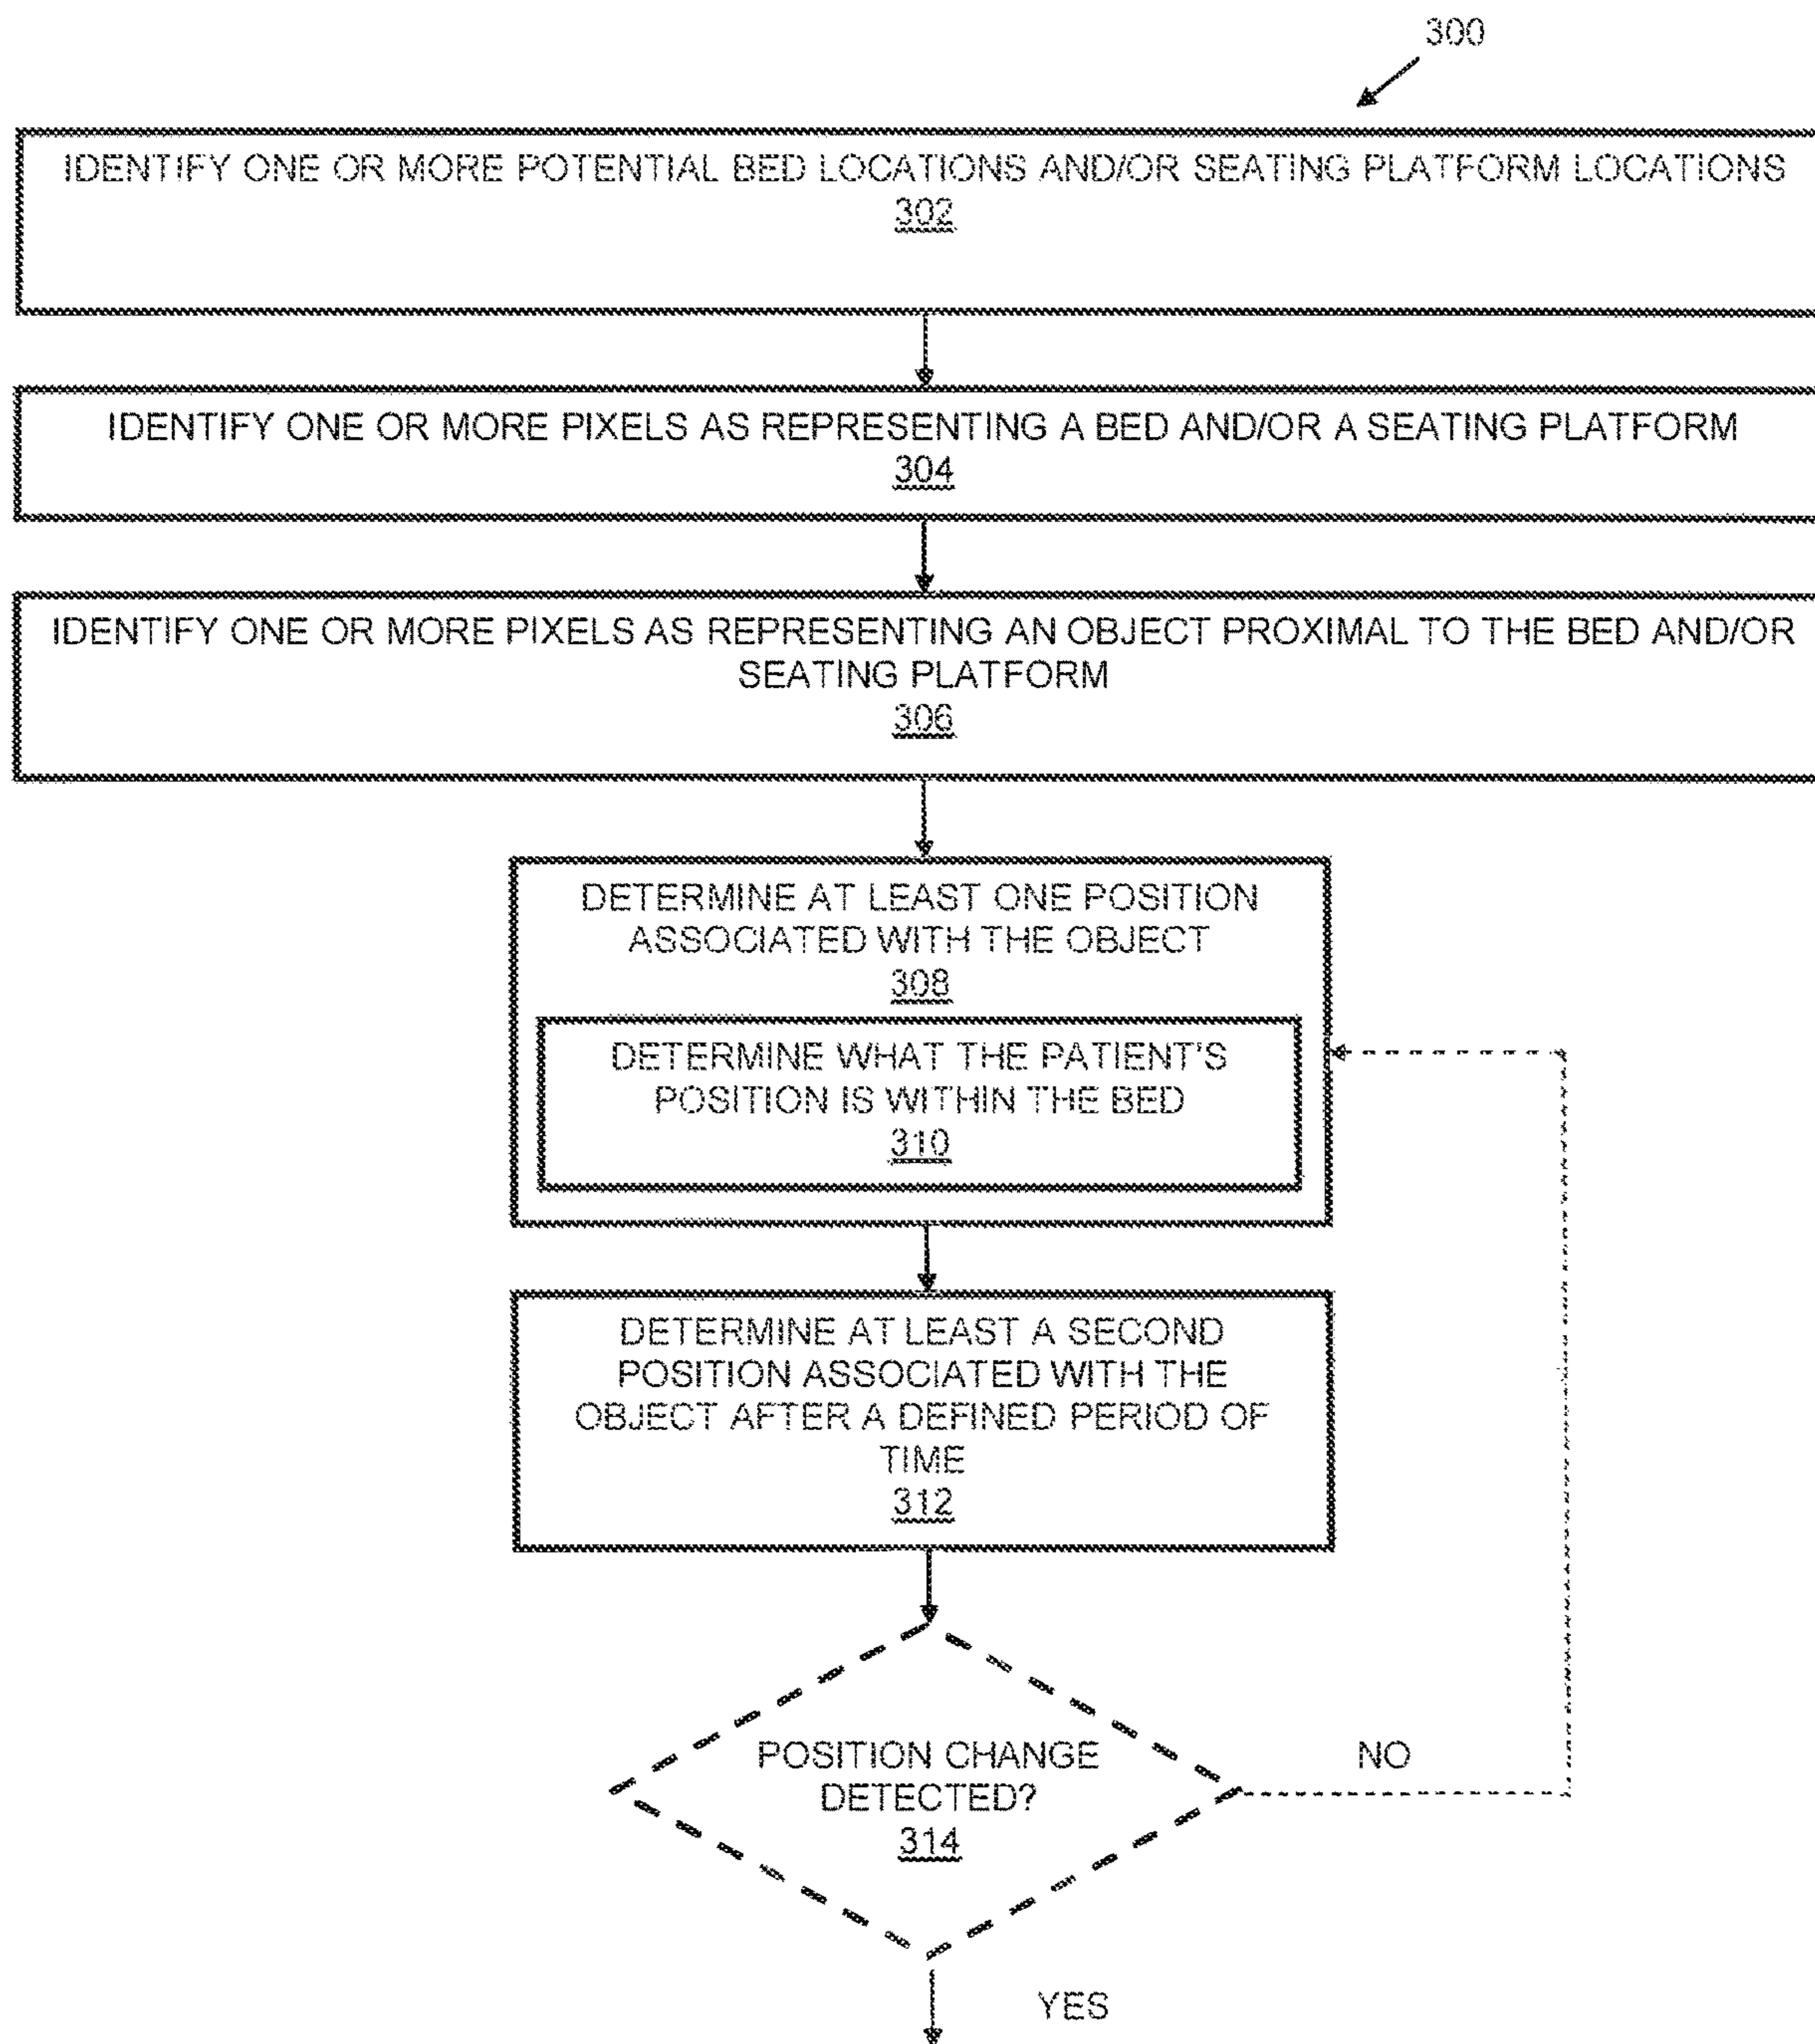 300
IDENTIFY ONE OR MORE POTENTIAL BED LOCATIONS AND/OR SEATING PLATFORM LOCATIONS
302
IDENTIFY ONE OR MORE PIXELS AS REPRESENTING A BED AND/OR A SEATING PLATFORM
304
IDENTIFY ONE OR MORE PIXELS AS REPRESENTING AN OBJECT PROXIMAL TO THE BED AND/OR
SEATING PLATFORM
306
DETERMINE AT LEAST ONE POSITION
ASSOCIATED WITH THE OBJECT
308
DETERMINE WHAT THE PATIENT'S
POSITION IS WITHIN THE BED
310
DETERMINE AT LEAST A SECOND
POSITION ASSOCIATED WITH THE
OBJECT AFTER A DEFINED PERIOD OF
TIME
312
POSITION CHANGE
DETECTED?
314
NO
YES